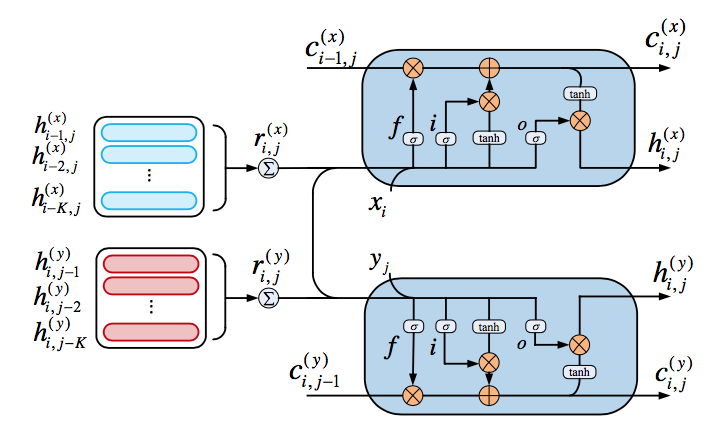 c_{i-1,j}^{(x)} c_{i,j}^{(x)}
tanh
h_{i-1,j}^{(x)}
h_{i-2,j}^{(x)}
⋮
h_{i-K,j}^{(x)}
r_{i,j}^{(x)}
Σ
f σ i σ tanh o σ
h_{i,j}^{(x)}
x_i
h_{i,j-1}^{(y)}
h_{i,j-2}^{(y)}
⋮
h_{i,j-K}^{(y)}
r_{i,j}^{(y)}
Σ
y_j
h_{i,j}^{(y)}
σ σ tanh σ
f i o
tanh
c_{i,j-1}^{(y)} c_{i,j}^{(y)}